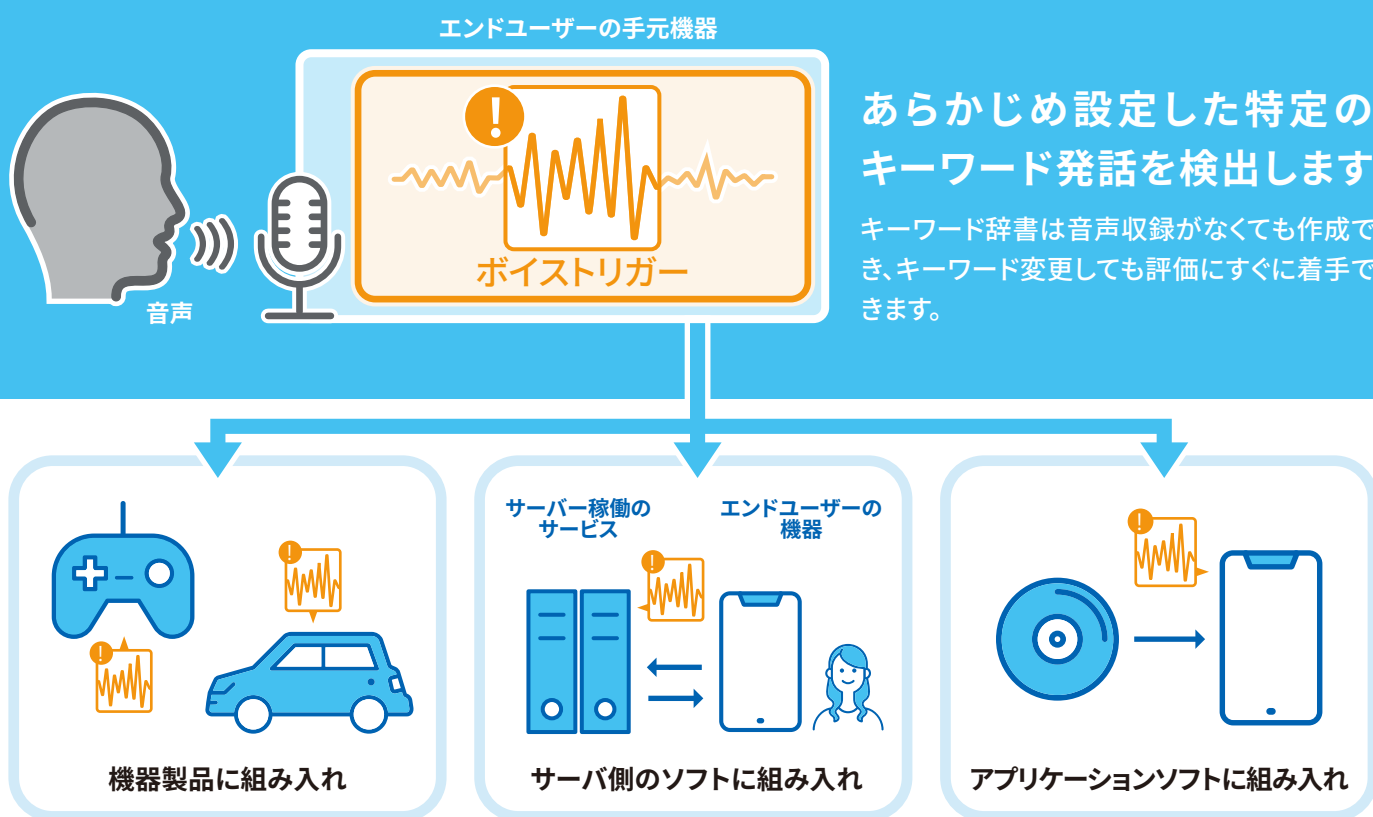 エンドユーザーの手元機器
!
ボイストリガー
音声
あらかじめ設定した特定の
キーワード発話を検出します
キーワード辞書は音声収録がなくても作成で
き、キーワード変更しても評価にすぐに着手で
きます。
!
!
機器製品に組み入れ
サーバー稼働の
サービス
エンドユーザーの
機器
!
サーバ側のソフトに組み入れ
!
アプリケーションソフトに組み入れ